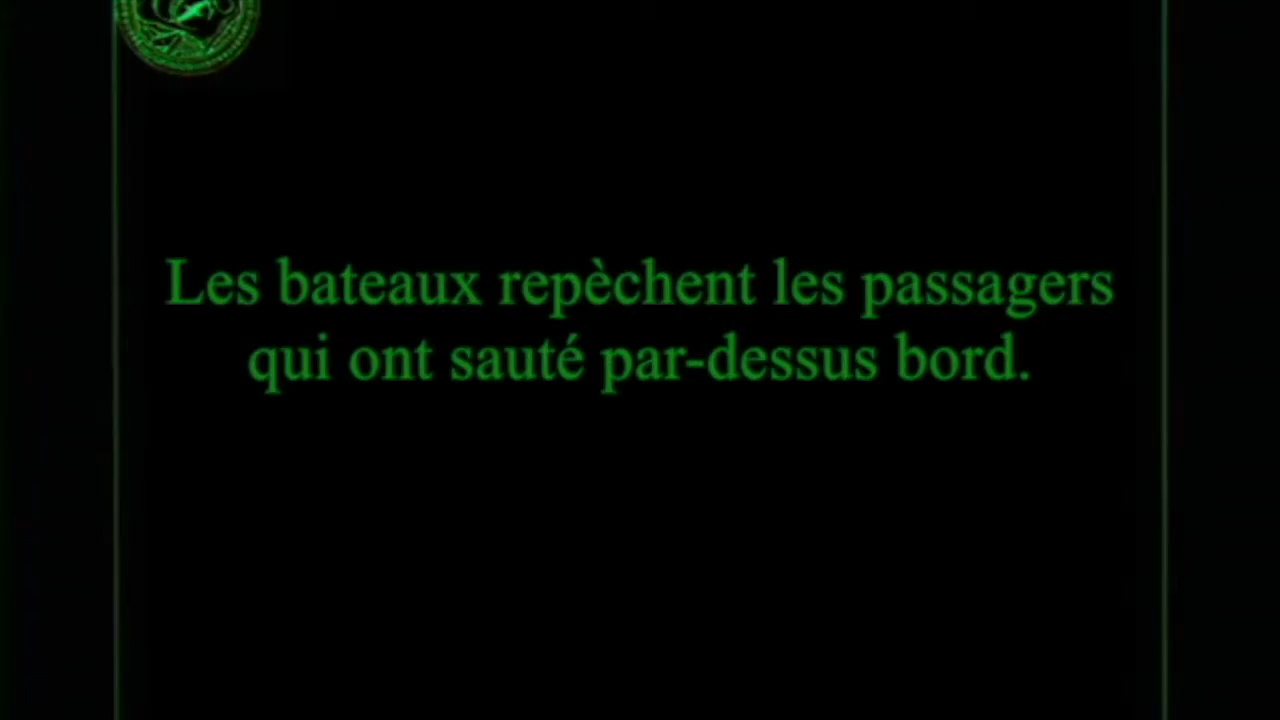 Les bateaux repèchent les passagers
qui ont sauté par-dessus bord.